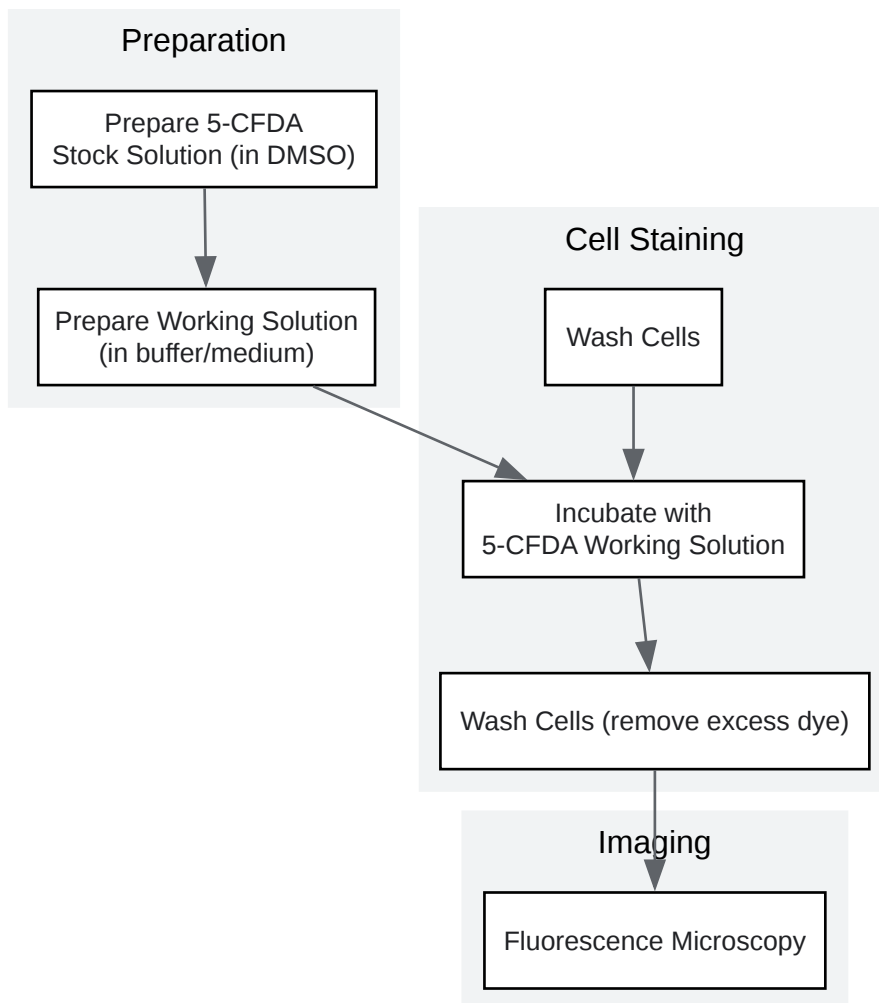 Preparation
Prepare 5-CFDA
Stock Solution (in DMSO)
Prepare Working Solution
(in buffer/medium)
Cell Staining
Wash Cells
Incubate with
5-CFDA Working Solution
Wash Cells (remove excess dye)
Imaging
Fluorescence Microscopy